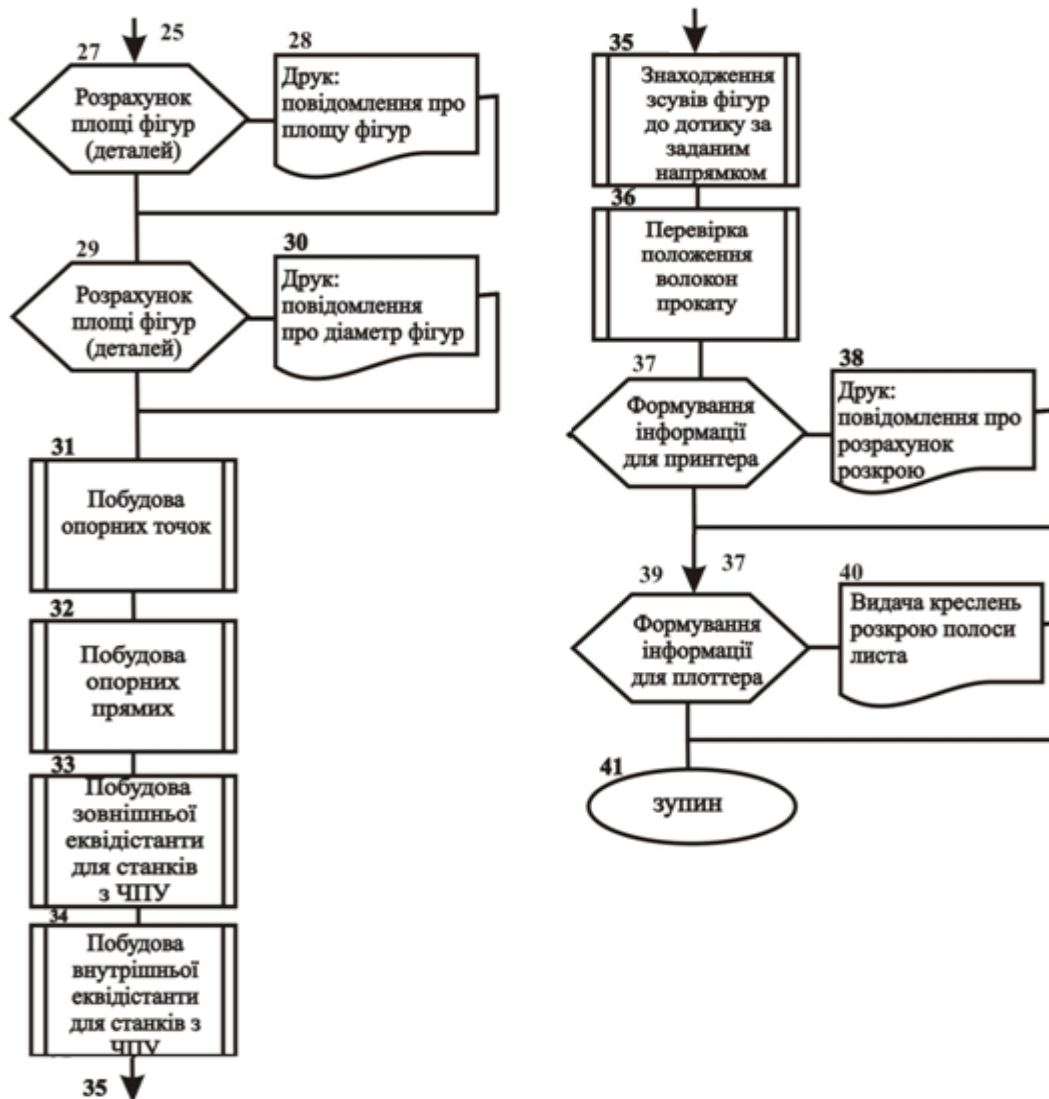 25
27
Розрахунок
площі фігур
(деталей)
28
Друк:
повідомлення про
площу фігур
29
Розрахунок
площі фігур
(деталей)
30
Друк:
повідомлення
про діаметр фігур
31
Побудова
опорних точок
32
Побудова
опорних
прямих
33
Побудова
зовнішньої
еквідістанти
для станків
з ЧПУ
34
Побудова
внутрішньої
еквідістанти
для станків з
ЧПУ
35
35
Знаходження
зсувів фігур
до дотику за
заданим
напрямком
36
Перевірка
положення
волокон
прокату
37
Формування
інформації
для принтера
38
Друк:
повідомлення про
розрахунок
розкрою
37
39
Формування
інформації
для плоттера
40
Видача креслень
розкрою полоси
листа
41
зупин